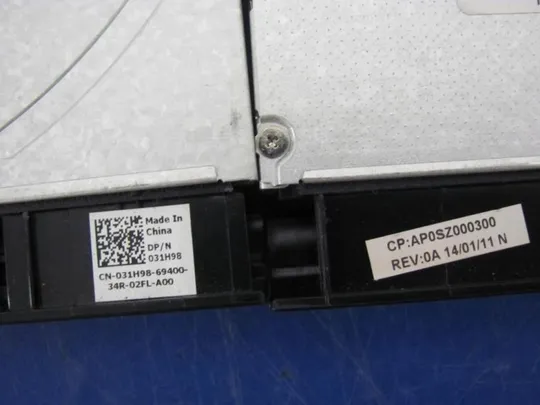 Made In
China
DP/N
031H98
CN-031H98-69400-
34R-02FL-A00
CP:AP0SZ000300
REV:0A 14/01/11 N